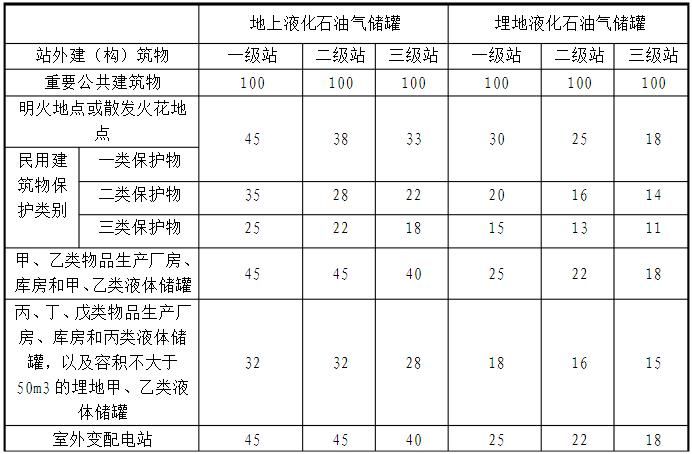 地上液化石油气储罐 埋地液化石油气储罐
站外建（构）筑物 一级站 二级站 三级站 一级站 二级站 三级站
重要公共建筑物 100 100 100 100 100 100
明火地点或散发火花地
点
45 38 33 30 25 18
民用建
筑物保
护类别
一类保护物
二类保护物 35 28 22 20 16 14
三类保护物 25 22 18 15 13 11
甲、乙类物品生产厂房、
库房和甲、乙类液体储罐
45 45 40 25 22 18
丙、丁、戊类物品生产厂
房、库房和丙类液体储
罐，以及容积不大于
50m3的埋地甲、乙类液
体储罐
32 32 28 18 16 15
室外变配电站 45 45 40 25 22 18